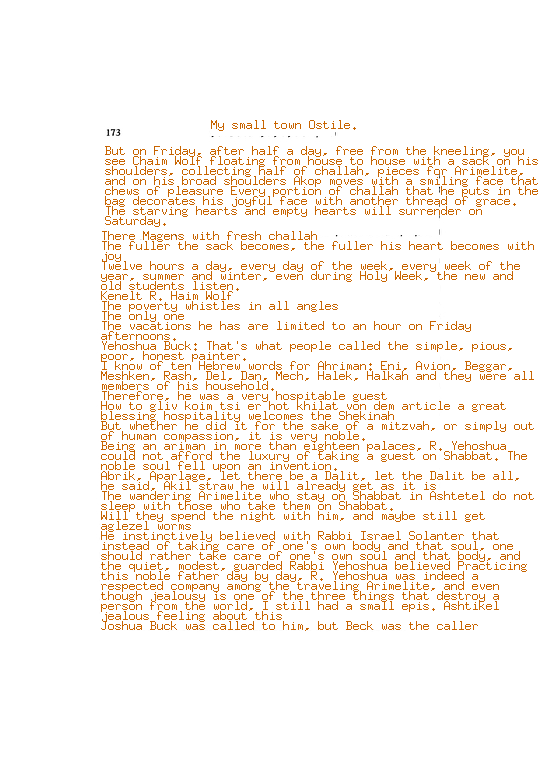 My small town Ostile.
173
But on Friday, after half a day, free from the kneeling, you
see Chaim Wolf floating from house to house with a sack on his
shoulders, collecting half of challah, pieces for Arimelite,
and on his broad shoulders Akop moves with a smiling face that
chews of pleasure Every portion of challah that he puts in the
bag decorates his joyful face with another thread of grace.
The starving hearts and empty hearts will surrender on
Saturday.
There Magens with fresh challah
The fuller the sack becomes, the fuller his heart becomes with
joy
Twelve hours a day, every day of the week, every week of the
year, summer and winter, even during Holy Week, the new and
old students listen.
Kenelt R. Haim Wolf
The poverty whistles in all angles
The only one
The vacations he has are limited to an hour on Friday
afternoons.
Yehoshua Buck: That's what people called the simple, pious,
poor, honest painter.
I know of ten Hebrew words for Ahriman: Eni, Avion, Beggar,
Meshken, Rash, Del, Dan, Mech, Halek, Halkah and they were all
members of his household.
Therefore, he was a very hospitable guest
How to gliv koim tsi er hot khilat von dem article a great
blessing hospitality welcomes the Shekinah
But whether he did it for the sake of a mitzvah, or simply out
of human compassion, it is very noble.
Being an ariman in more than eighteen palaces, R. Yehoshua
could not afford the luxury of taking a guest on Shabbat. The
noble soul fell upon an invention.
Abrik, Aparlage, let there be a Dalit, let the Dalit be all,
he said, Akil straw he will already get as it is
The wandering Arimelite who stay on Shabbat in Ashtetel do not
sleep with those who take them on Shabbat.
Will they spend the night with him, and maybe still get
aglezel worms
He instinctively believed with Rabbi Israel Solanter that
instead of taking care of one's own body and that soul, one
should rather take care of one's own soul and that body, and
the quiet, modest, guarded Rabbi Yehoshua believed Practicing
this noble father day by day, R. Yehoshua was indeed a
respected company among the traveling Arimelite, and even
though jealousy is one of the three things that destroy a
person from the world, I still had a small epis. Ashtikel
jealous feeling about this
Joshua Buck was called to him, but Beck was the caller